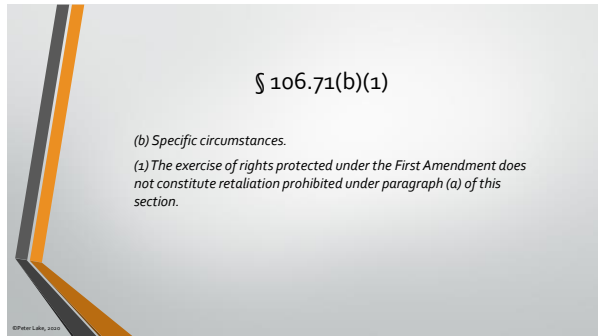 § 106.71(b)(1)
(b) Specific circumstances.
(1) The exercise of rights protected under the First Amendment does
not constitute retaliation prohibited under paragraph (a) of this
section.
©Peter Lake, 2020